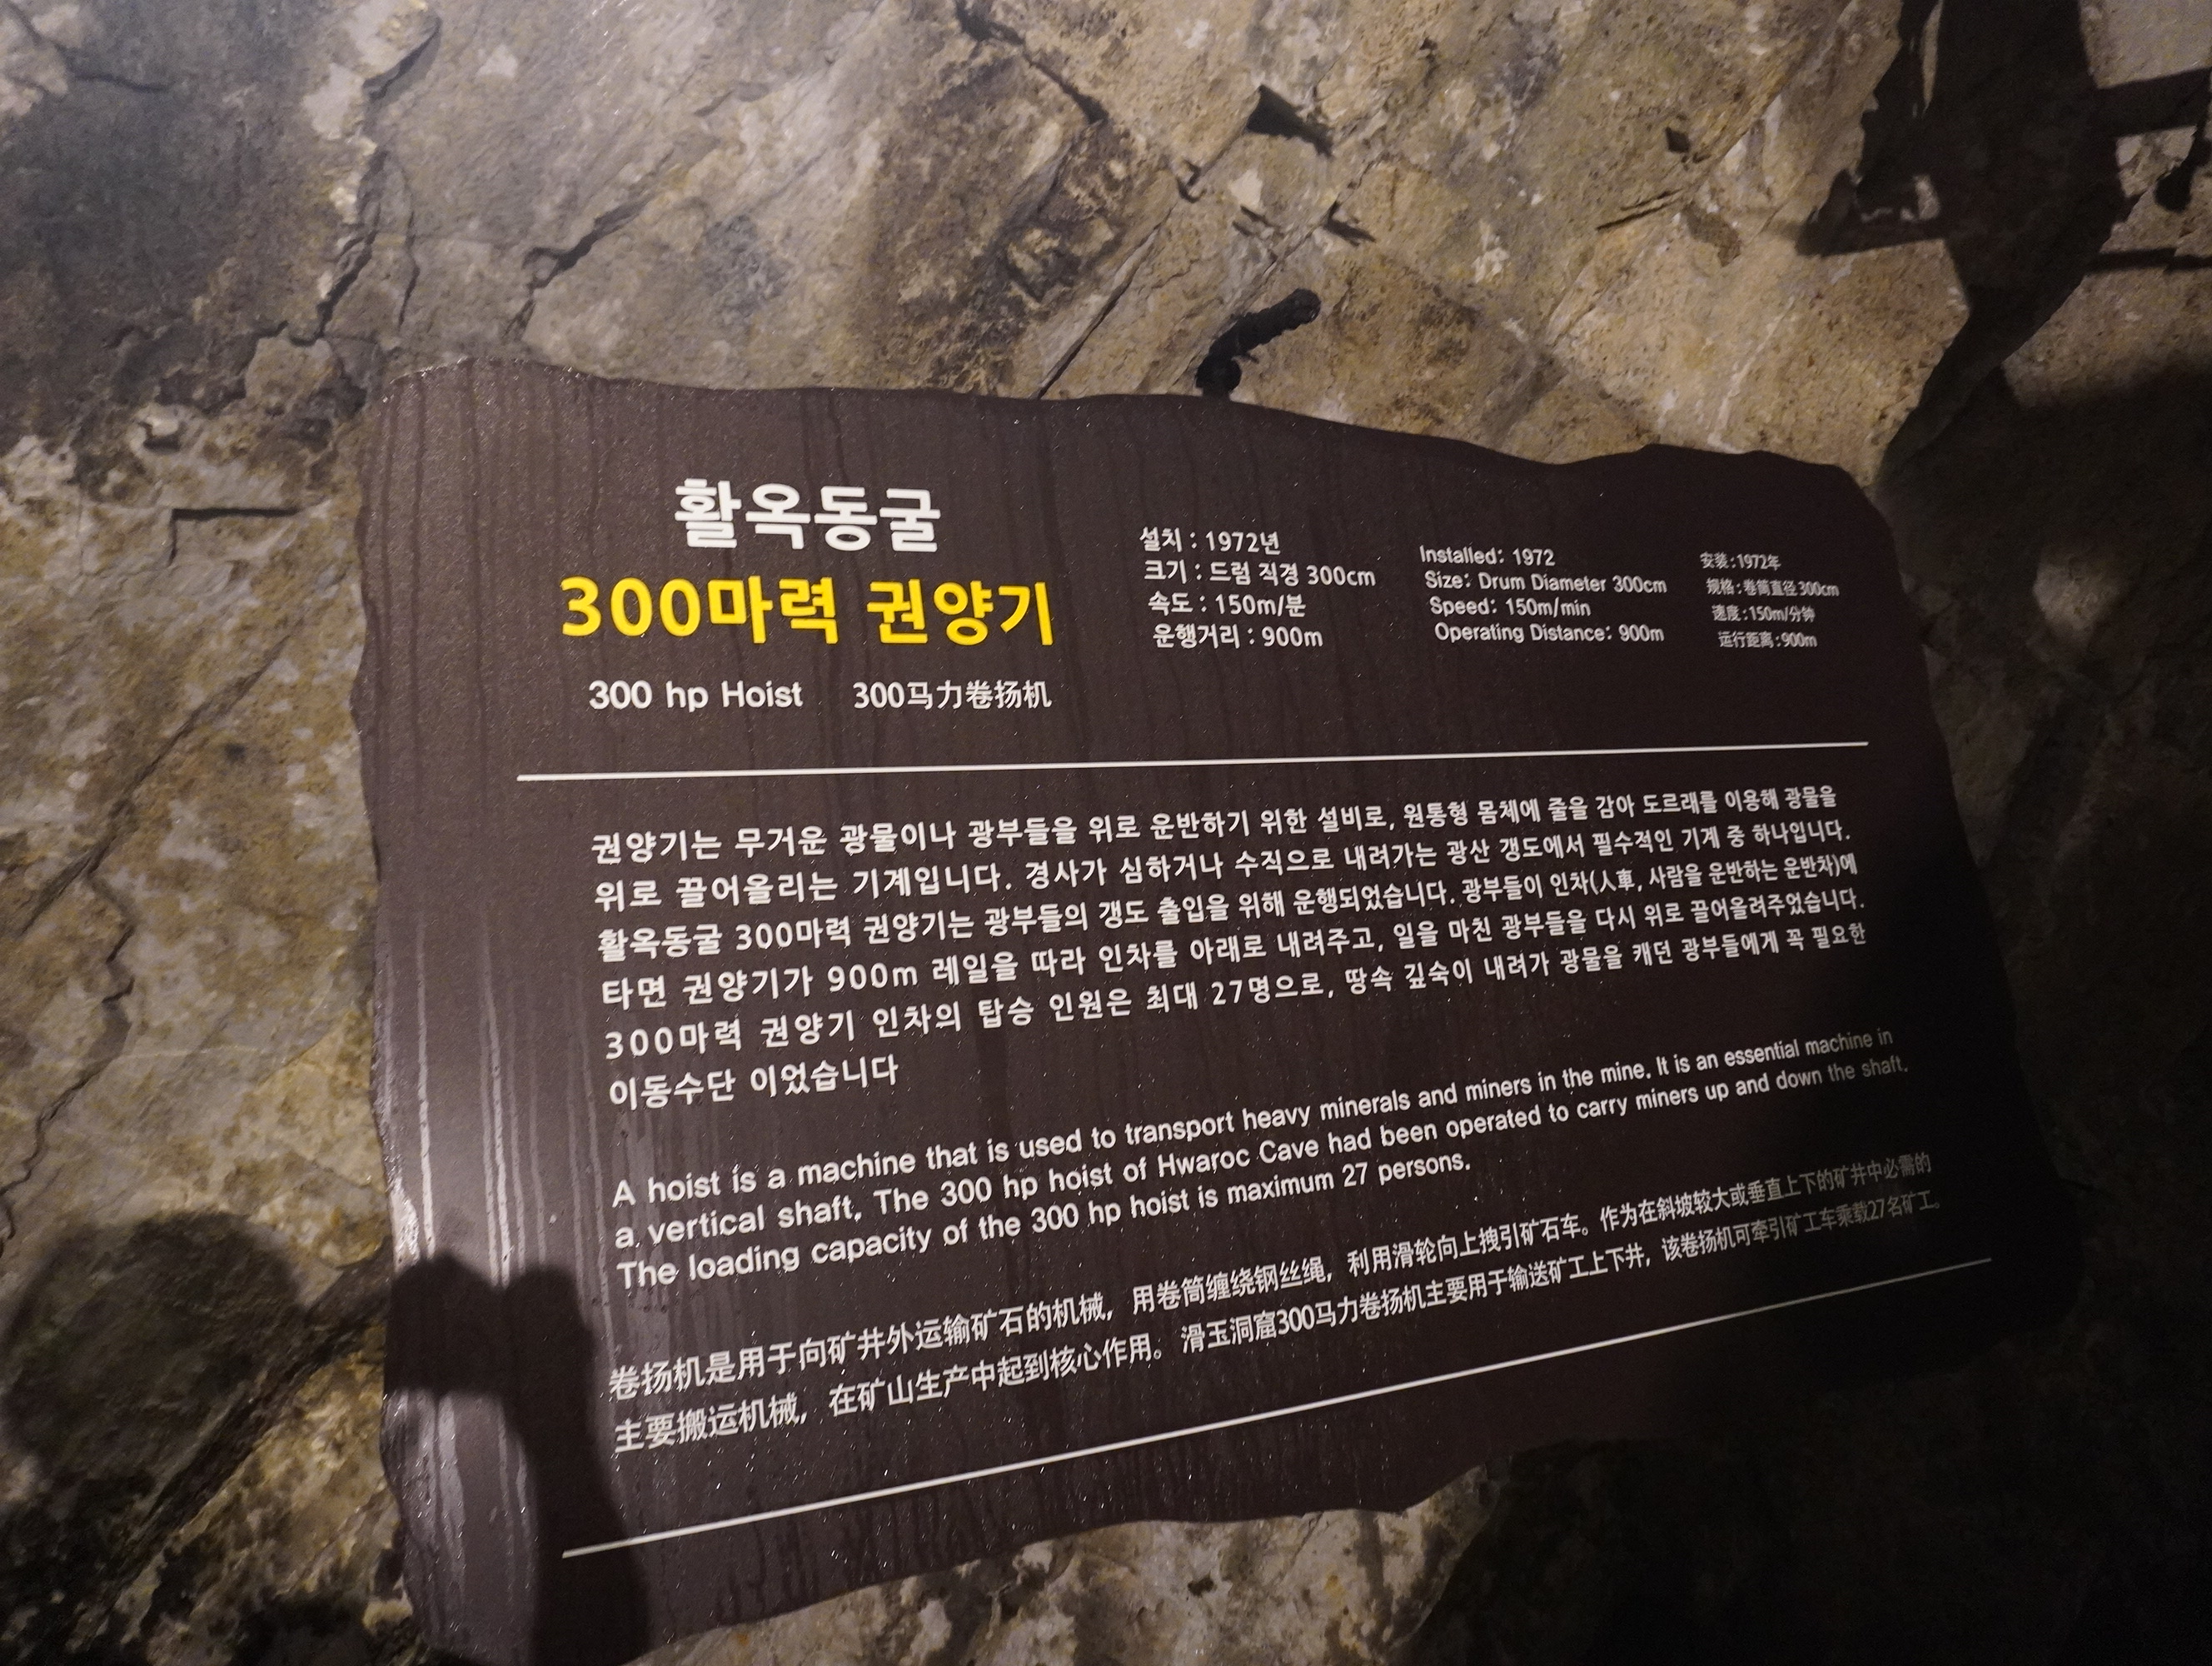 활옥동굴
300마력 권양기
300 hp Hoist 300马力卷扬机
설치 : 1972년
크기 : 드럼 직경 300cm
속도 : 150m/분
운행거리 : 900m
Installed: 1972
Size: Drum Diameter 300cm
Speed: 150m/min
Operating Distance: 900m
安装:1972年
规格:卷筒直径300cm
速度:150m/分钟
运行距离:900m
권양기는 무거운 광물이나 광부들을 위로 운반하기 위한 설비로, 원통형 몸체에 줄을 감아 도르래를 이용해 광물을
위로 끌어올리는 기계입니다. 경사가 심하거나 수직으로 내려가는 광산 갱도에서 필수적인 기계 중 하나입니다.
활옥동굴 300마력 권양기는 광부들의 갱도 출입을 위해 운행되었습니다. 광부들이 인차(人車, 사람을 운반하는 운반차)에
타면 권양기가 900m 레일을 따라 인차를 아래로 내려주고, 일을 마친 광부들을 다시 위로 끌어올려주었습니다.
300마력 권양기 인차의 탑승 인원은 최대 27명으로, 땅속 깊숙이 내려가 광물을 캐던 광부들에게 꼭 필요한
이동수단 이었습니다
A hoist is a machine that is used to transport heavy minerals and miners in the mine. It is an essential machine in
a vertical shaft. The 300 hp hoist of Hwaroc Cave had been operated to carry miners up and down the shaft.
The loading capacity of the 300 hp hoist is maximum 27 persons.
卷扬机是用于向矿井外运输矿石的机械，用卷筒缠绕钢丝绳，利用滑轮向上拽引矿石车。作为在斜坡较大或垂直上下的矿井中必需的
主要搬运机械，在矿山生产中起到核心作用。滑玉洞窟300马力卷扬机主要用于输送矿工上下井，该卷扬机可牵引矿工车乘载27名矿工。